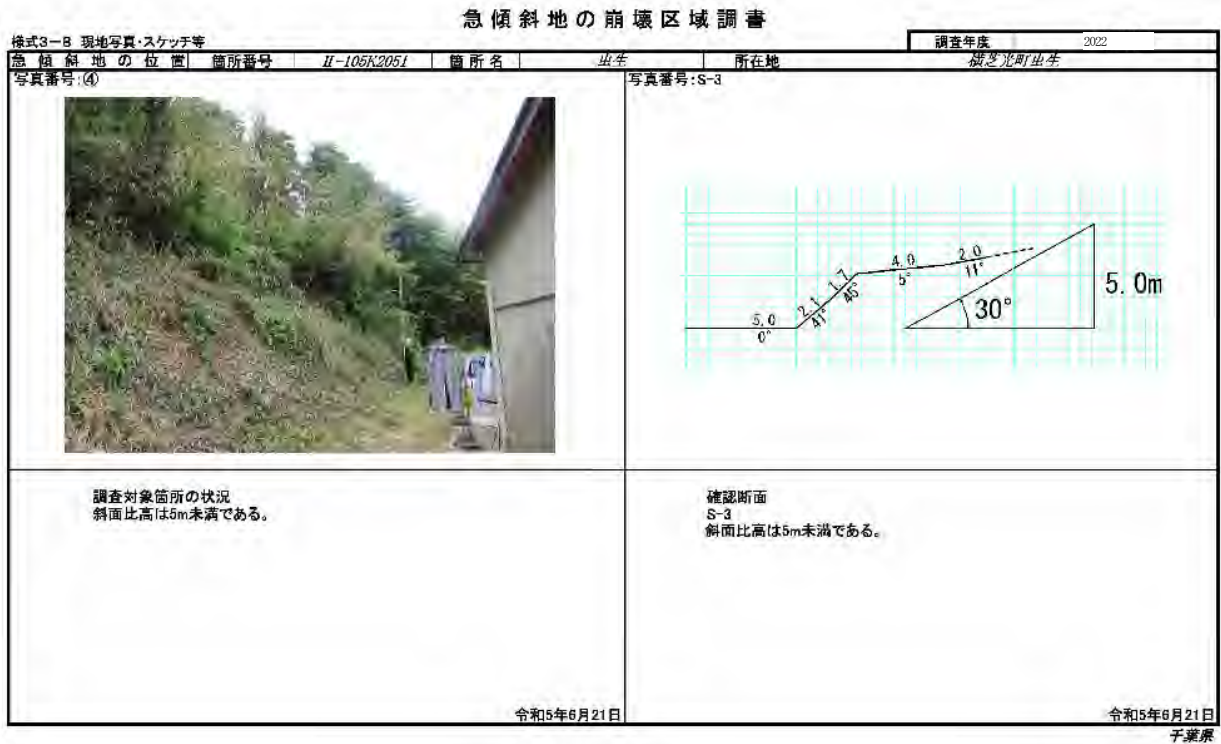 急傾斜地の崩壊区域調書
様式3-B 現地写真・スケッチ等
調査年度 2022
急傾斜地の位置 箇所番号 II-105K2051 箇所名 出生 所在地 横芝光町出生
写真番号:④
写真番号:S-3
5.0
0°
2.1
41°
1.7
45°
4.0
5°
2.0
11°
30°
5.0m
調査対象箇所の状況
斜面比高は5m未満である。
確認断面
S-3
斜面比高は5m未満である。
令和5年6月21日
令和5年6月21日
千葉県